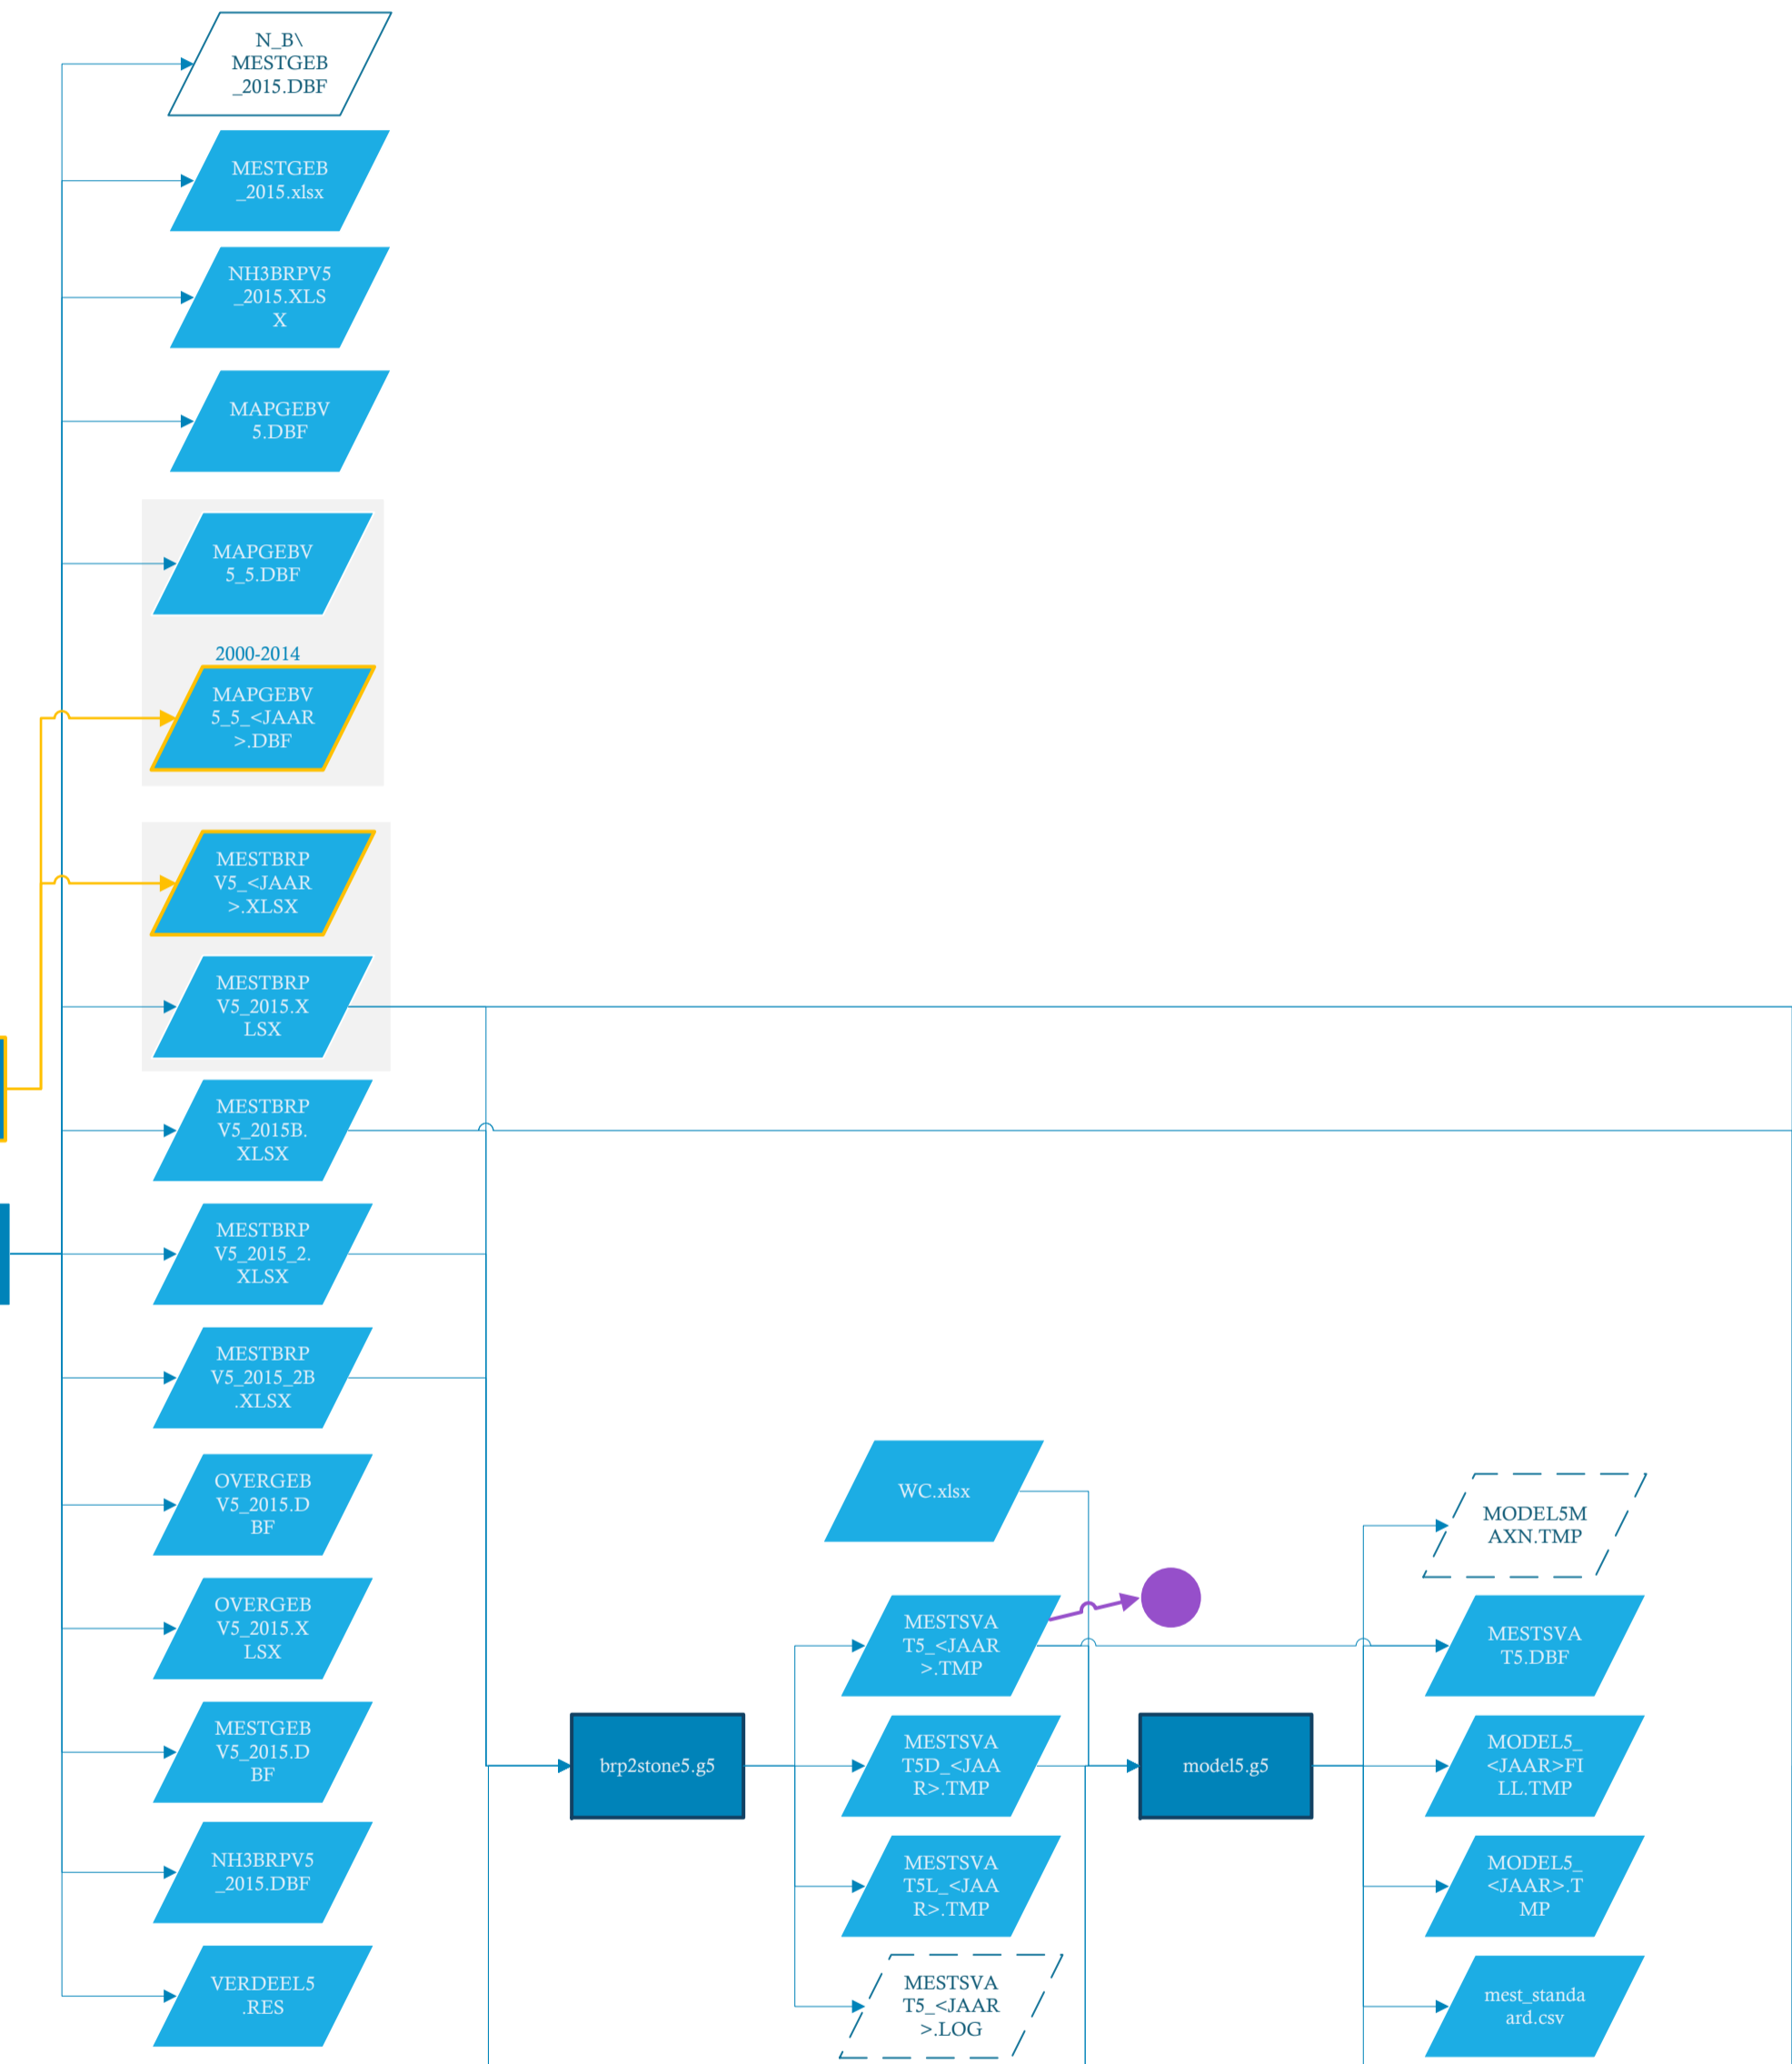 N_B\
MESTGEB
_2015.DBF
MESTGEB
_2015.xlsx
NH3BRPV5
_2015.XLS
X
MAPGEBV
5.DBF
MAPGEBV
5_5.DBF
2000-2014
MAPGEBV
5_5_<JAAR
>.DBF
MESTBRP
V5_<JAAR
>.XLSX
MESTBRP
V5_2015.X
LSX
MESTBRP
V5_2015B.
XLSX
MESTBRP
V5_2015_2.
XLSX
MESTBRP
V5_2015_2B
.XLSX
OVERGEB
V5_2015.D
BF
OVERGEB
V5_2015.X
LSX
MESTGEB
V5_2015.D
BF
NH3BRPV5
_2015.DBF
VERDEEL5
.RES
brp2stone5.g5
WC.xlsx
MESTSVA
T5_<JAAR
>.TMP
MESTSVA
T5D_<JAA
R>.TMP
MESTSVA
T5L_<JAA
R>.TMP
MESTSVA
T5_<JAAR
>.LOG
model5.g5
MODEL5M
AXN.TMP
MESTSVA
T5.DBF
MODEL5_
<JAAR>FI
LL.TMP
MODEL5_
<JAAR>.T
MP
mest_standa
ard.csv